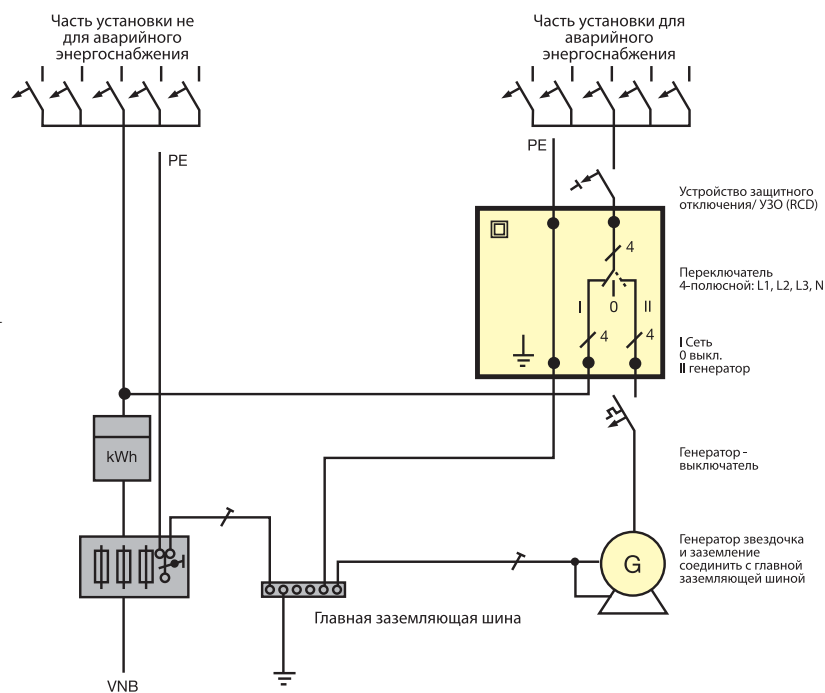 Часть установки не
для аварийного
энергоснабжения
Часть установки для
аварийного
энергоснабжения
PE
PE
Устройство защитного
отключения/ УЗО (RCD)
4
Переключатель
4-полюсной: L1, L2, L3, N
I
0
II
4
4
I Сеть
0 выкл.
II генератор
kWh
Генератор -
выключатель
Генератор звездочка
и заземление
соединить с главной
заземляющей шиной
G
Главная заземляющая шина
VNB